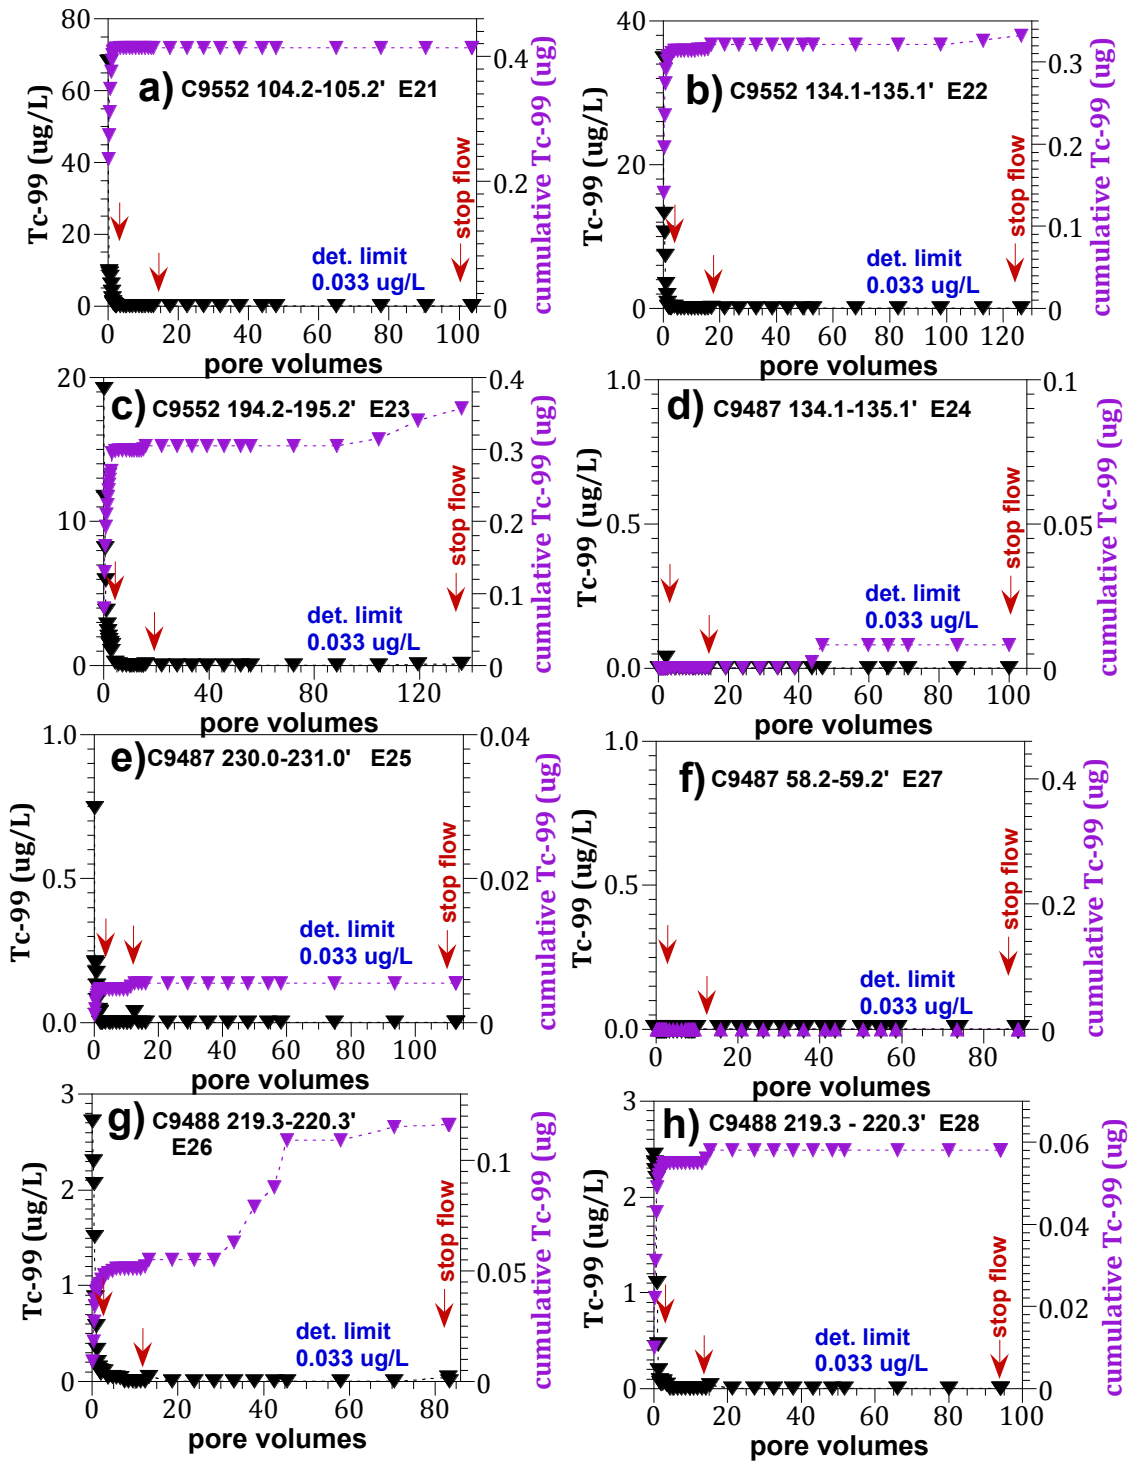 a) C9552 104.2-105.2' E21
Tc-99 (ug/L)
80
60
40
20
0
0 20 40 60 80 100
pore volumes
cumulative Tc-99 (ug)
0.4
0.2
0
stop flow
det. limit
0.033 ug/L
b) C9552 134.1-135.1' E22
Tc-99 (ug/L)
40
20
0
0 20 40 60 80 100 120
pore volumes
cumulative Tc-99 (ug)
0.3
0.2
0.1
0
stop flow
det. limit
0.033 ug/L
c) C9552 194.2-195.2' E23
Tc-99 (ug/L)
20
10
0
0 40 80 120
pore volumes
cumulative Tc-99 (ug)
0.4
0.3
0.2
0.1
0
stop flow
det. limit
0.033 ug/L
d) C9487 134.1-135.1' E24
Tc-99 (ug/L)
1.0
0.5
0.0
0 20 40 60 80 100
pore volumes
cumulative Tc-99 (ug)
0.1
0.05
0
stop flow
det. limit
0.033 ug/L
e) C9487 230.0-231.0' E25
Tc-99 (ug/L)
1.0
0.5
0.0
0 20 40 60 80 100
pore volumes
cumulative Tc-99 (ug)
0.04
0.02
0
stop flow
det. limit
0.033 ug/L
f) C9487 58.2-59.2' E27
Tc-99 (ug/L)
1.0
0.5
0.0
0 20 40 60 80
pore volumes
cumulative Tc-99 (ug)
0.4
0.2
0
stop flow
det. limit
0.033 ug/L
g) C9488 219.3-220.3'
E26
Tc-99 (ug/L)
3
2
1
0
0 20 40 60 80
pore volumes
cumulative Tc-99 (ug)
0.1
0.05
0
stop flow
det. limit
0.033 ug/L
h) C9488 219.3 - 220.3' E28
Tc-99 (ug/L)
3
2
1
0
0 20 40 60 80 100
pore volumes
cumulative Tc-99 (ug)
0.06
0.04
0.02
0
stop flow
det. limit
0.033 ug/L